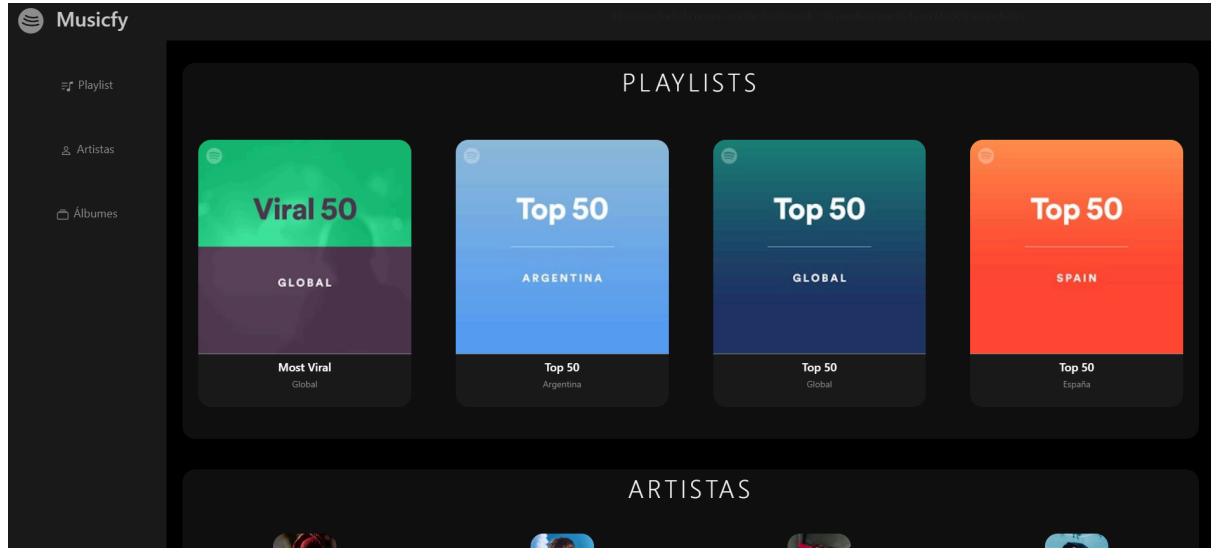 Musicfy
Playlist
Artistas
Álbumes
PLAYLISTS
Viral 50
GLOBAL
Most Viral
Global
Top 50
ARGENTINA
Top 50
Argentina
Top 50
GLOBAL
Top 50
Global
Top 50
SPAIN
Top 50
España
ARTISTAS